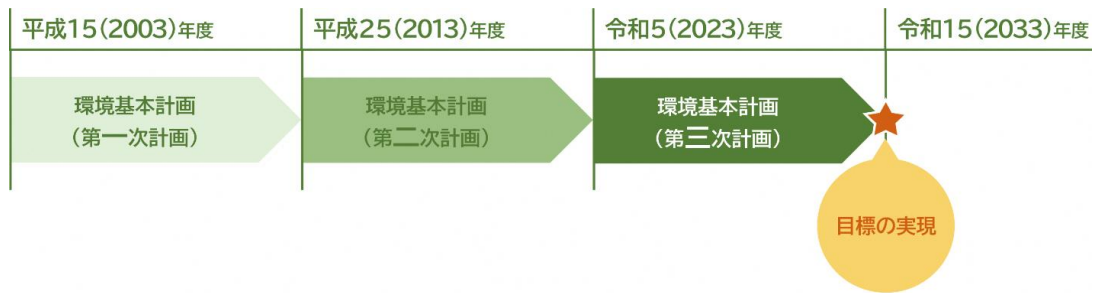 平成15(2003)年度
平成25(2013)年度
令和5(2023)年度
令和15(2033)年度
環境基本計画
(第一次計画)
環境基本計画
(第二次計画)
環境基本計画
(第三次計画)
目標の実現